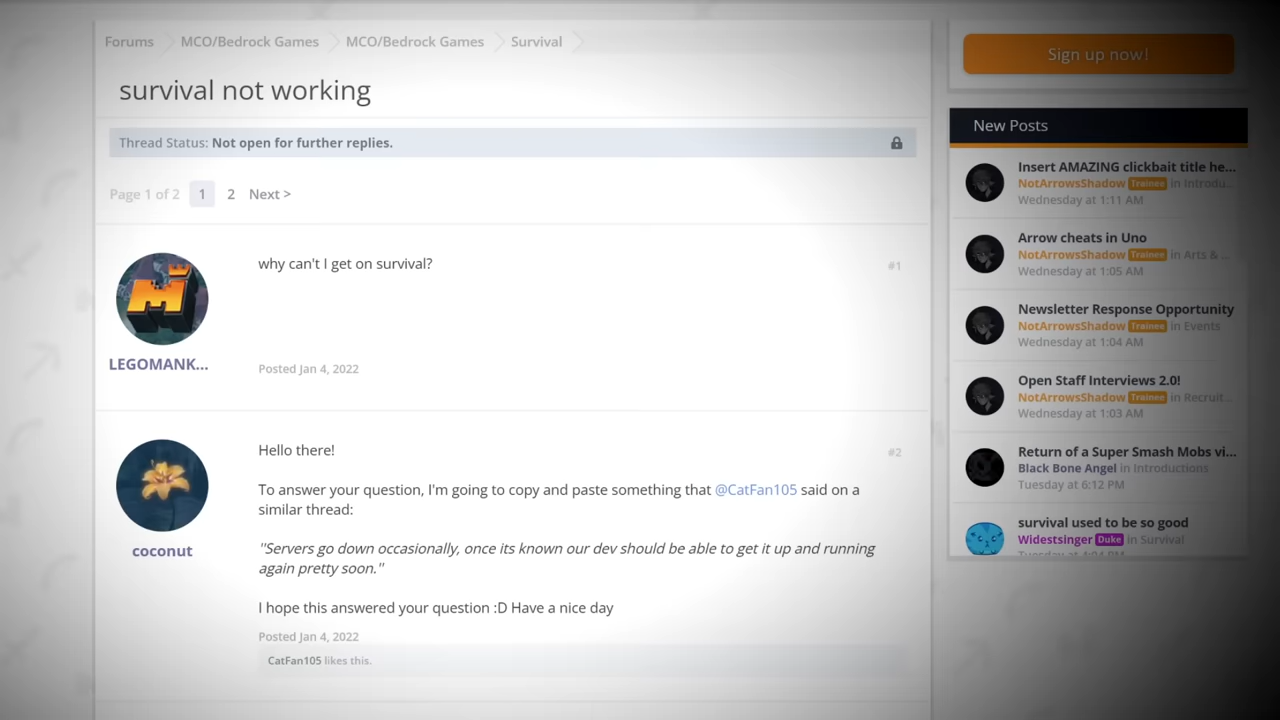 Forums
MCO/Bedrock Games
MCO/Bedrock Games
Survival
survival not working
Thread Status: Not open for further replies.
Page 1 of 2
1
2
Next >
why can't I get on survival?
#1
LEGOMANK...
Posted Jan 4, 2022
Hello there!
#2
To answer your question, I'm going to copy and paste something that @CatFan105 said on a
similar thread:
''Servers go down occasionally, once its known our dev should be able to get it up and running
again pretty soon.''
coconut
I hope this answered your question :D Have a nice day
Posted Jan 4, 2022
CatFan105 likes this.
Sign up now!
New Posts
Insert AMAZING clickbait title he...
NotArrowsShadow Trainee in Introdu...
Wednesday at 1:11 AM
Arrow cheats in Uno
NotArrowsShadow Trainee in Arts & ...
Wednesday at 1:05 AM
Newsletter Response Opportunity
NotArrowsShadow Trainee in Events
Wednesday at 1:04 AM
Open Staff Interviews 2.0!
NotArrowsShadow Trainee in Recruit...
Wednesday at 1:03 AM
Return of a Super Smash Mobs vi...
Black Bone Angel in Introductions
Tuesday at 6:12 PM
survival used to be so good
Widestsinger Duke in Survival
Tuesday at 4:04 PM